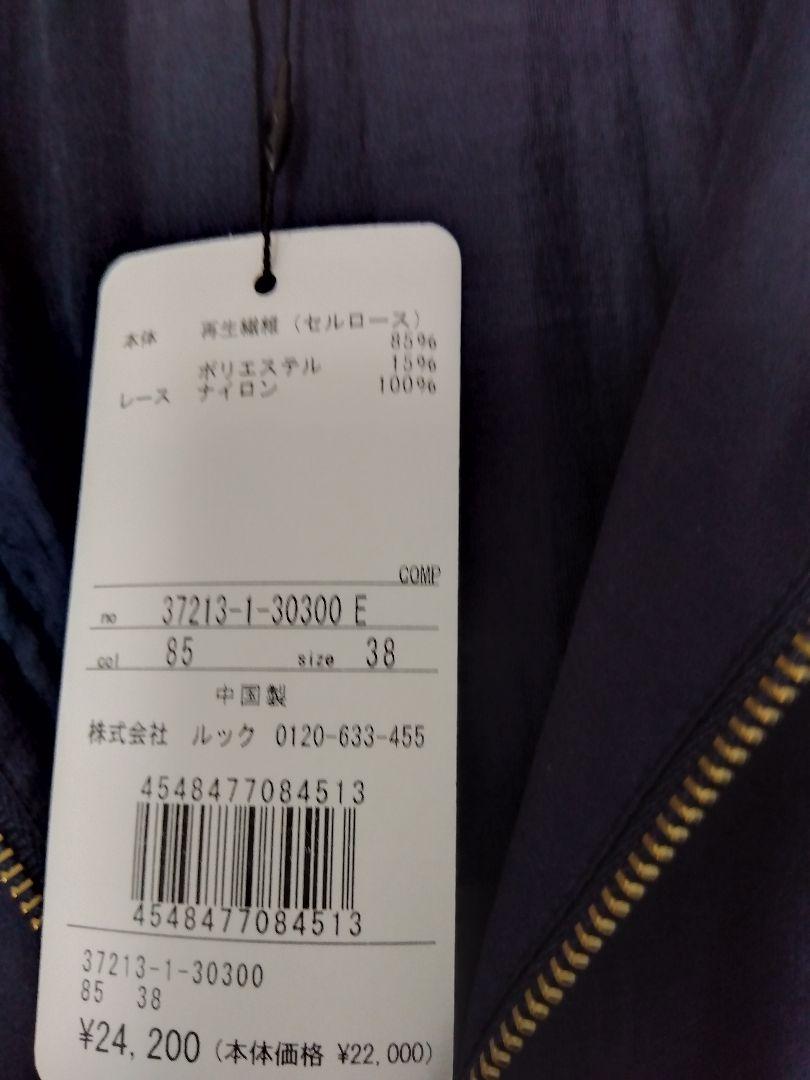 本体 再生繊維（セルロース）
85%
ポリエステル 15%
レース ナイロン 100%
COMP
no 37213-1-30300 E
col 85 size 38
中国製
株式会社 ルック 0120-633-455
4548477084513
4548477084513
37213-1-30300
85 38
¥24,200（本体価格 ¥22,000）